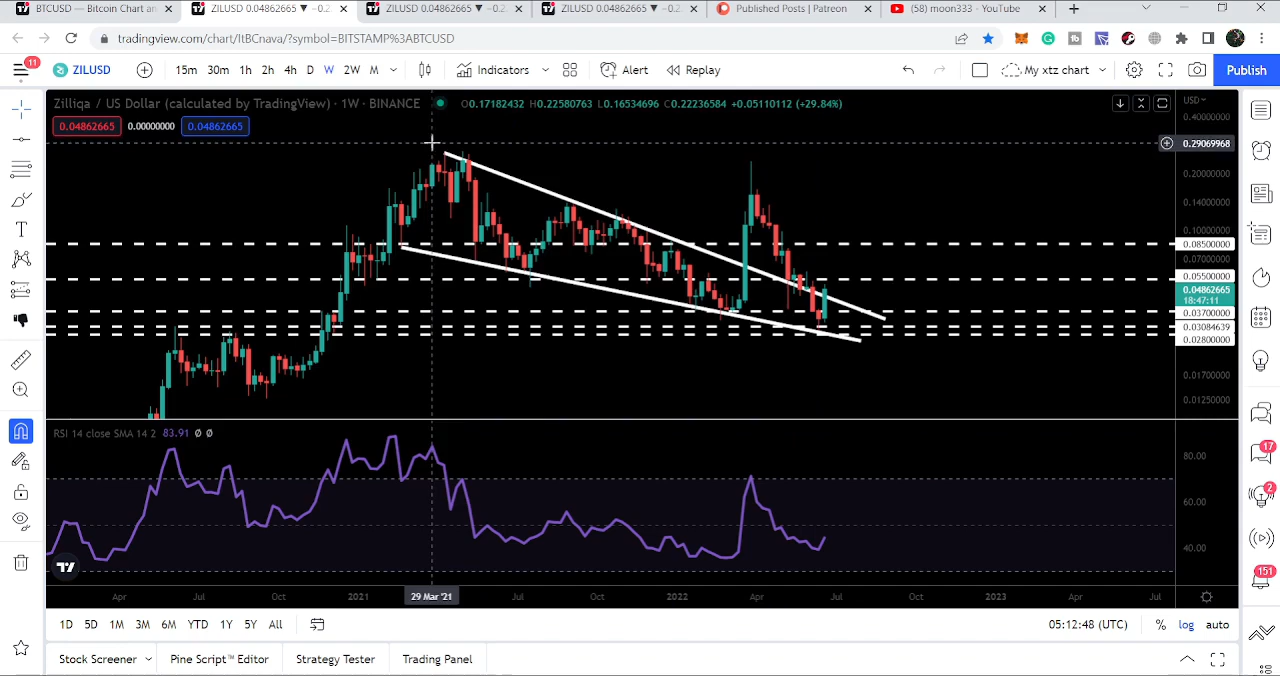 BTCUSD — Bitcoin Chart an
ZILUSD 0.04862665 ▼ −0.2
ZILUSD 0.04862665 ▼ −0.2
ZILUSD 0.04862665 ▼ −0.2
Published Posts | Patreon
(58) moon333 - YouTube
tradingview.com/chart/ItBCnava/?symbol=BITSTAMP%3ABTCUSD
11
ZILUSD
15m 30m 1h 2h 4h D W 2W M
Indicators
Alert
Replay
My xtz chart
Publish
Zilliqa / US Dollar (calculated by TradingView) · 1W · BINANCE
O0.17182432 H0.22580763 L0.16534696 C0.22236584 +0.05110112 (+29.84%)
USD
0.04862665 0.00000000 0.04862665
0.40000000
0.29069968
0.20000000
0.14000000
0.10000000
0.08500000
0.07000000
0.05500000
0.04862665
18:47:11
0.03700000
0.03084639
0.02800000
0.01700000
0.01250000
RSI 14 close SMA 14 2 83.91 Ø Ø
80.00
60.00
40.00
Apr Jul Oct 2021 29 Mar '21 Jul Oct 2022 Apr Jul Oct 2023 Apr Jul
17
2
151
1D 5D 1M 3M 6M YTD 1Y 5Y All
05:12:48 (UTC) % log auto
Stock Screener Pine Script™ Editor Strategy Tester Trading Panel